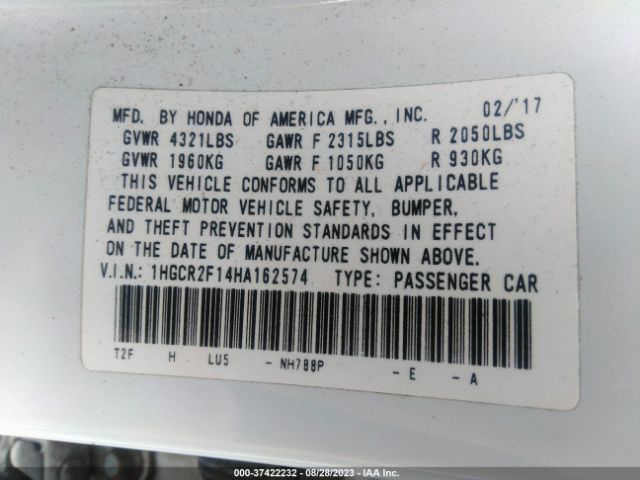 MFD. BY HONDA OF AMERICA MFG., INC. 02/'17
GVWR 4321LBS GAWR F 2315LBS R 2050LBS
GVWR 1960KG GAWR F 1050KG R 930KG
THIS VEHICLE CONFORMS TO ALL APPLICABLE
FEDERAL MOTOR VEHICLE SAFETY, BUMPER,
AND THEFT PREVENTION STANDARDS IN EFFECT
ON THE DATE OF MANUFACTURE SHOWN ABOVE.
V.I.N.: 1HGCR2F14HA162574 TYPE: PASSENGER CAR
T2F H LU5 - NH788P - E - A
000-37422232 - 08/28/2023 - IAA Inc.